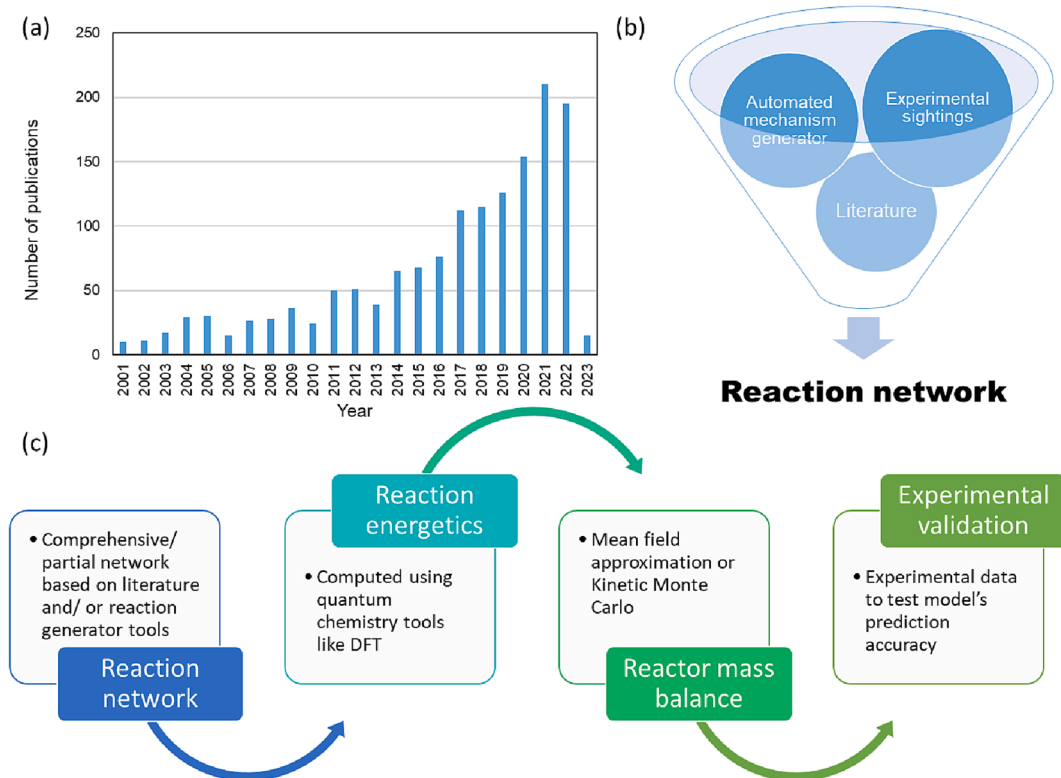 (a)
250
200
150
100
50
0
Number of publications
2001
2002
2003
2004
2005
2006
2007
2008
2009
2010
2011
2012
2013
2014
2015
2016
2017
2018
2019
2020
2021
2022
2023
Year
(b)
Automated
mechanism
generator
Experimental
sightings
Literature
Reaction network
(c)
• Comprehensive/
partial network
based on literature
and/ or reaction
generator tools
Reaction
network
Reaction
energetics
• Computed using
quantum
chemistry tools
like DFT
• Mean field
approximation or
Kinetic Monte
Carlo
Reactor mass
balance
Experimental
validation
• Experimental data
to test model's
prediction
accuracy